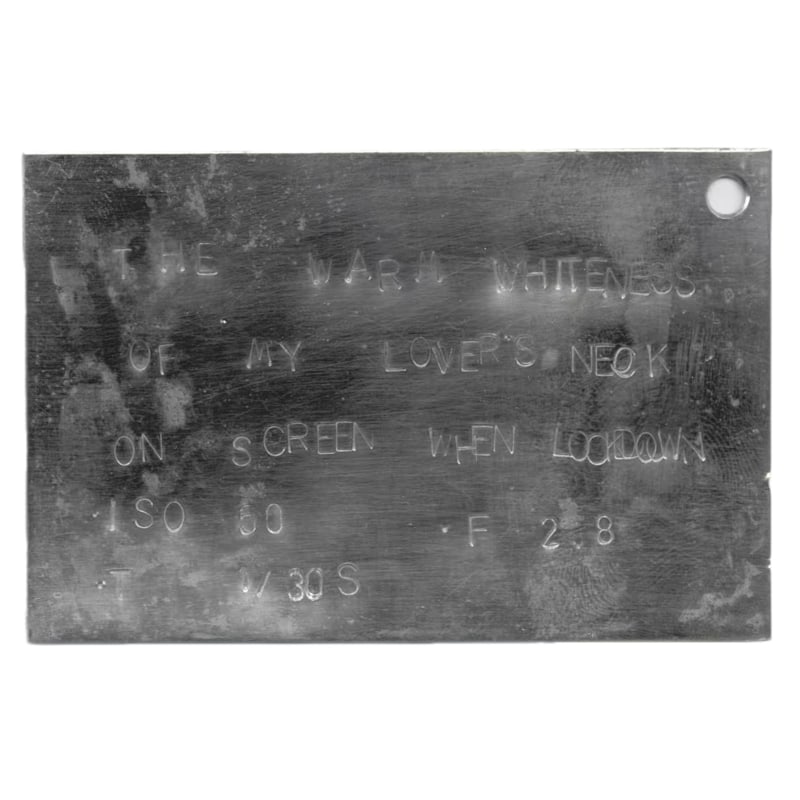 THE WARM WHITENESS
OF MY LOVER'S NECK
ON SCREEN WHEN LOCKDOWN
ISO 50 F 2.8
T 1/30S